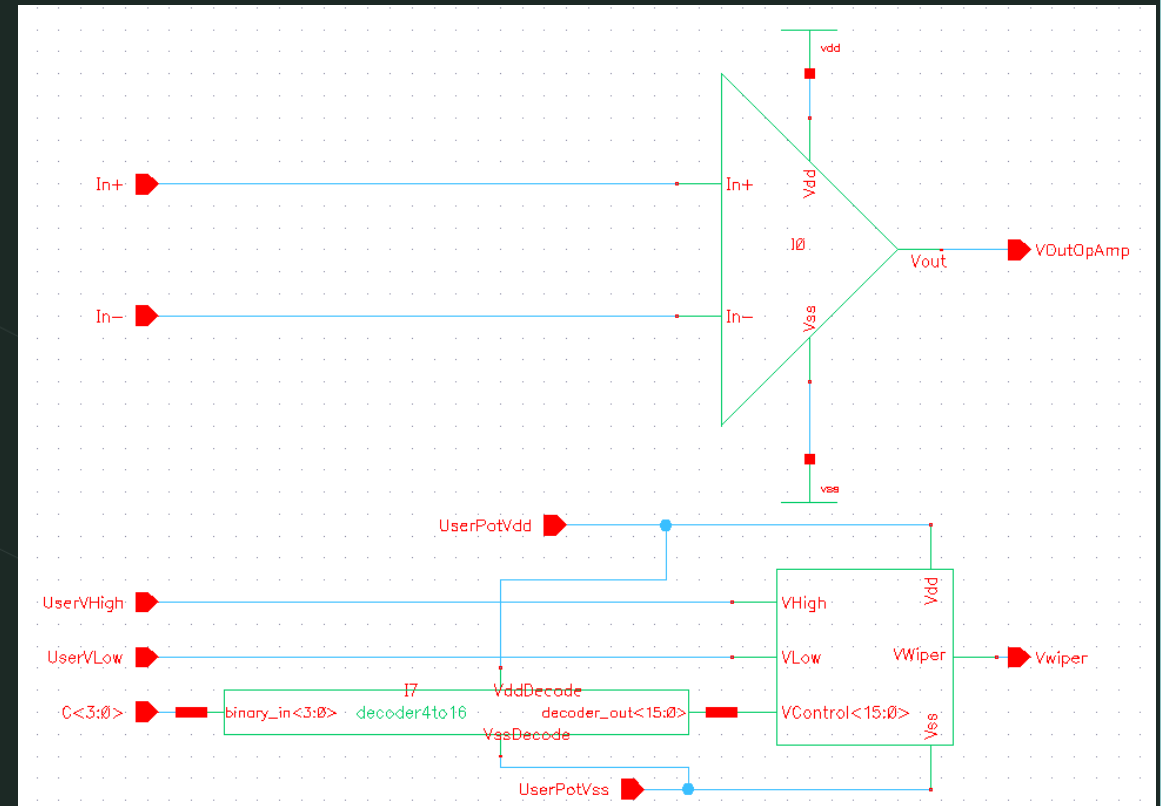 vdd
In+
In+
Vdd
I0
Vout
VOutOpAmp
In-
In-
Vss
vss
UserPotVdd
UserVHigh
VHigh
Vdd
UserVLow
VLow
VWiper
Vwiper
I7
VddDecode
C<3:0>
binary_in<3:0>
decoder4to16
decoder_out<15:0>
VControl<15:0>
Vss
VssDecode
UserPotVss